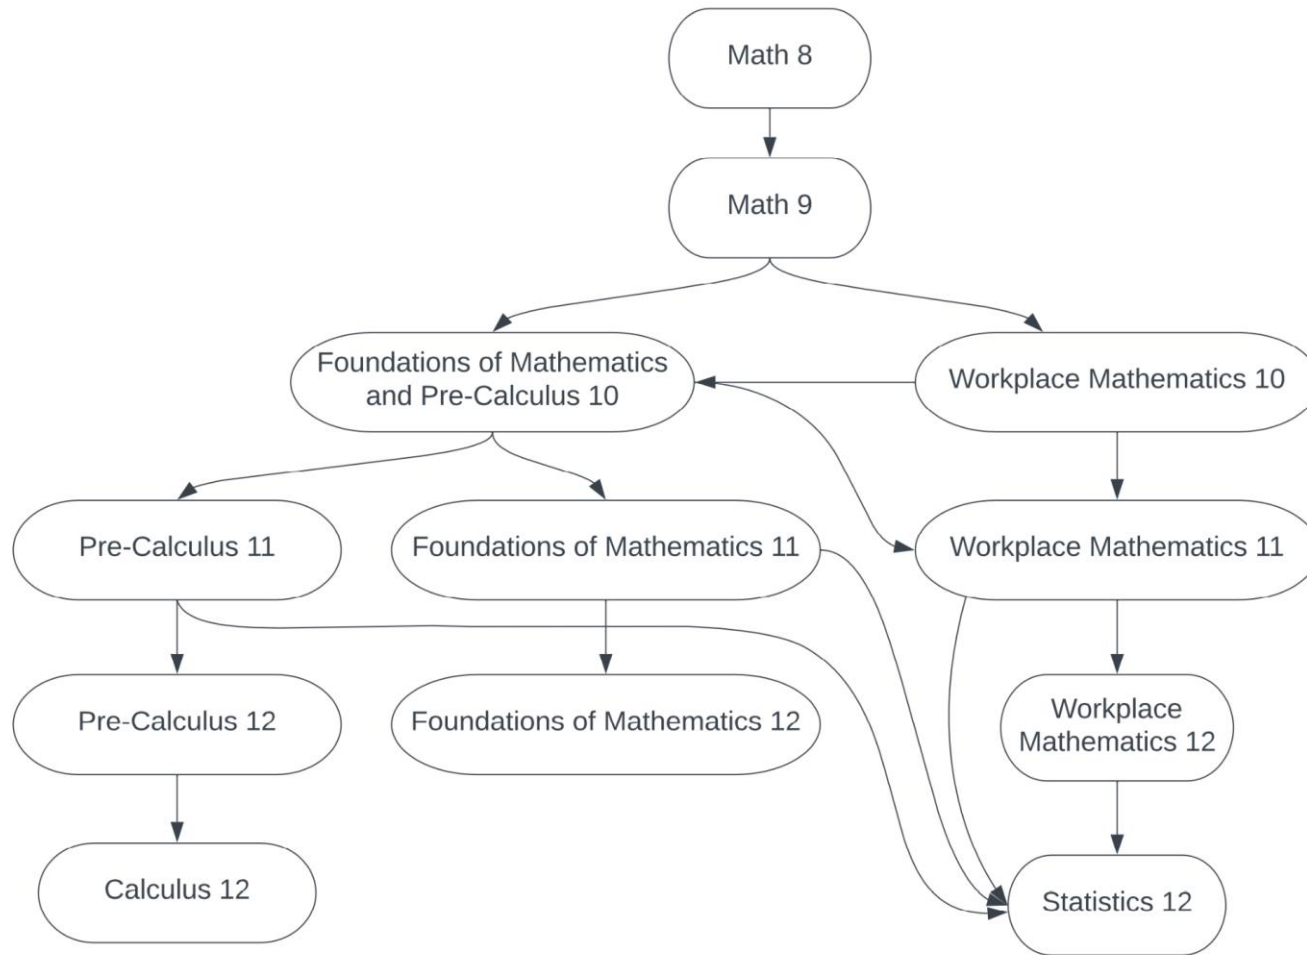 Math 8
Math 9
Foundations of Mathematics
and Pre-Calculus 10
Workplace Mathematics 10
Pre-Calculus 11
Foundations of Mathematics 11
Workplace Mathematics 11
Pre-Calculus 12
Foundations of Mathematics 12
Workplace
Mathematics 12
Calculus 12
Statistics 12